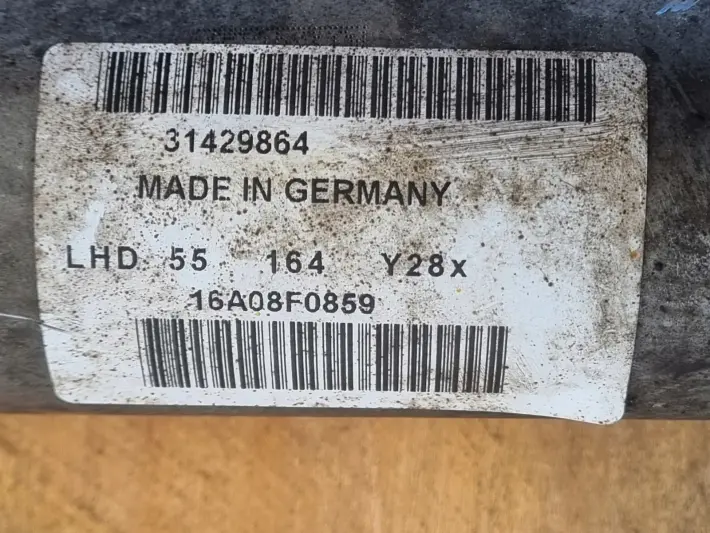 31429864
MADE IN GERMANY
LHD 55 164 Y28x
16A08F0859